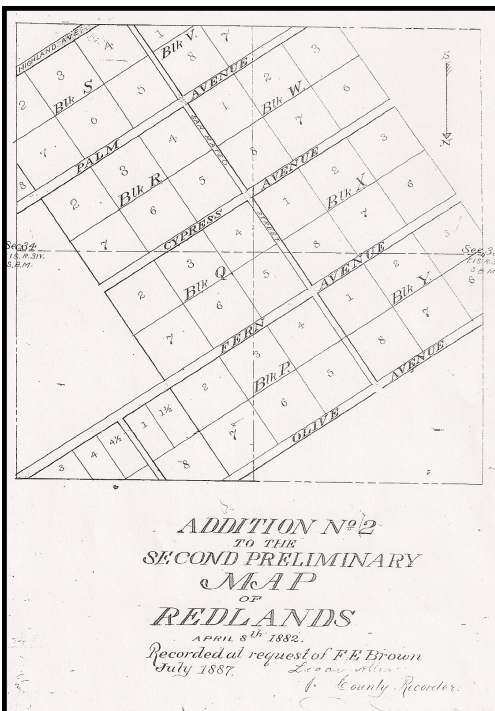 HIGHLAND AVE.
4
3
2
Blk S
5
6
7
8
1
Blk V.
7
8
AVENUE
2
3
1
Blk W
6
7
8
S
N
PALM
SAN MATEO
STREET
4
3
2
Blk R
5
6
7
CYPRESS
AVENUE
3
2
1
Blk X
6
7
8
Sec 34
T.1S. R.3W.
S.B.M.
3
2
Blk Q
4
5
6
7
FERN
AVENUE
3
2
1
Blk Y
6
7
8
4
3
2
1½
1
Blk P.
5
6
7
8
OLIVE
AVENUE
3
4
4½
ADDITION Nº 2
TO THE
SECOND PRELIMINARY
MAP
OF
REDLANDS
APRIL 8th 1882.
Recorded at request of F E Brown
July 1887.
County Recorder.